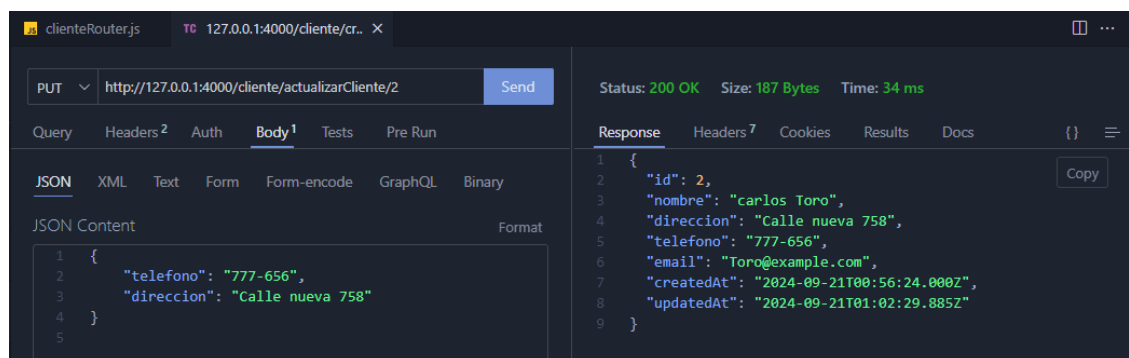 JS clienteRouter.js TC 127.0.0.1:4000/cliente/cr.. ×
PUT http://127.0.0.1:4000/cliente/actualizarCliente/2 Send
Query Headers 2 Auth Body 1 Tests Pre Run
JSON XML Text Form Form-encode GraphQL Binary
JSON Content Format
1 {
2 "telefono": "777-656",
3 "direccion": "Calle nueva 758"
4 }
5
Status: 200 OK Size: 187 Bytes Time: 34 ms
Response Headers 7 Cookies Results Docs {}
Copy
1 {
2 "id": 2,
3 "nombre": "carlos Toro",
4 "direccion": "Calle nueva 758",
5 "telefono": "777-656",
6 "email": "Toro@example.com",
7 "createdAt": "2024-09-21T00:56:24.000Z",
8 "updatedAt": "2024-09-21T01:02:29.885Z"
9 }